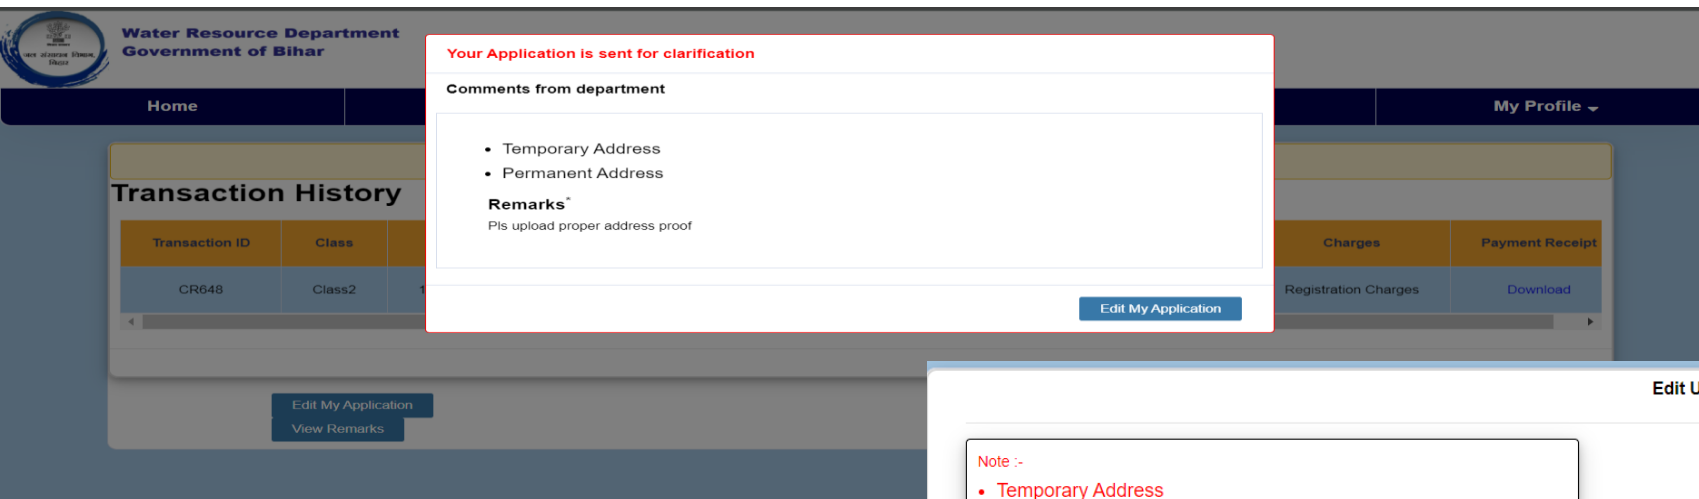 Water Resource Department
Government of Bihar
Home
My Profile
Your Application is sent for clarification
Comments from department
• Temporary Address
• Permanent Address
Remarks*
Pls upload proper address proof
Edit My Application
Transaction History
Transaction ID Class Charges Payment Receipt
CR648 Class2 1 Registration Charges Download
Edit My Application
View Remarks
Edit U
Note :-
• Temporary Address